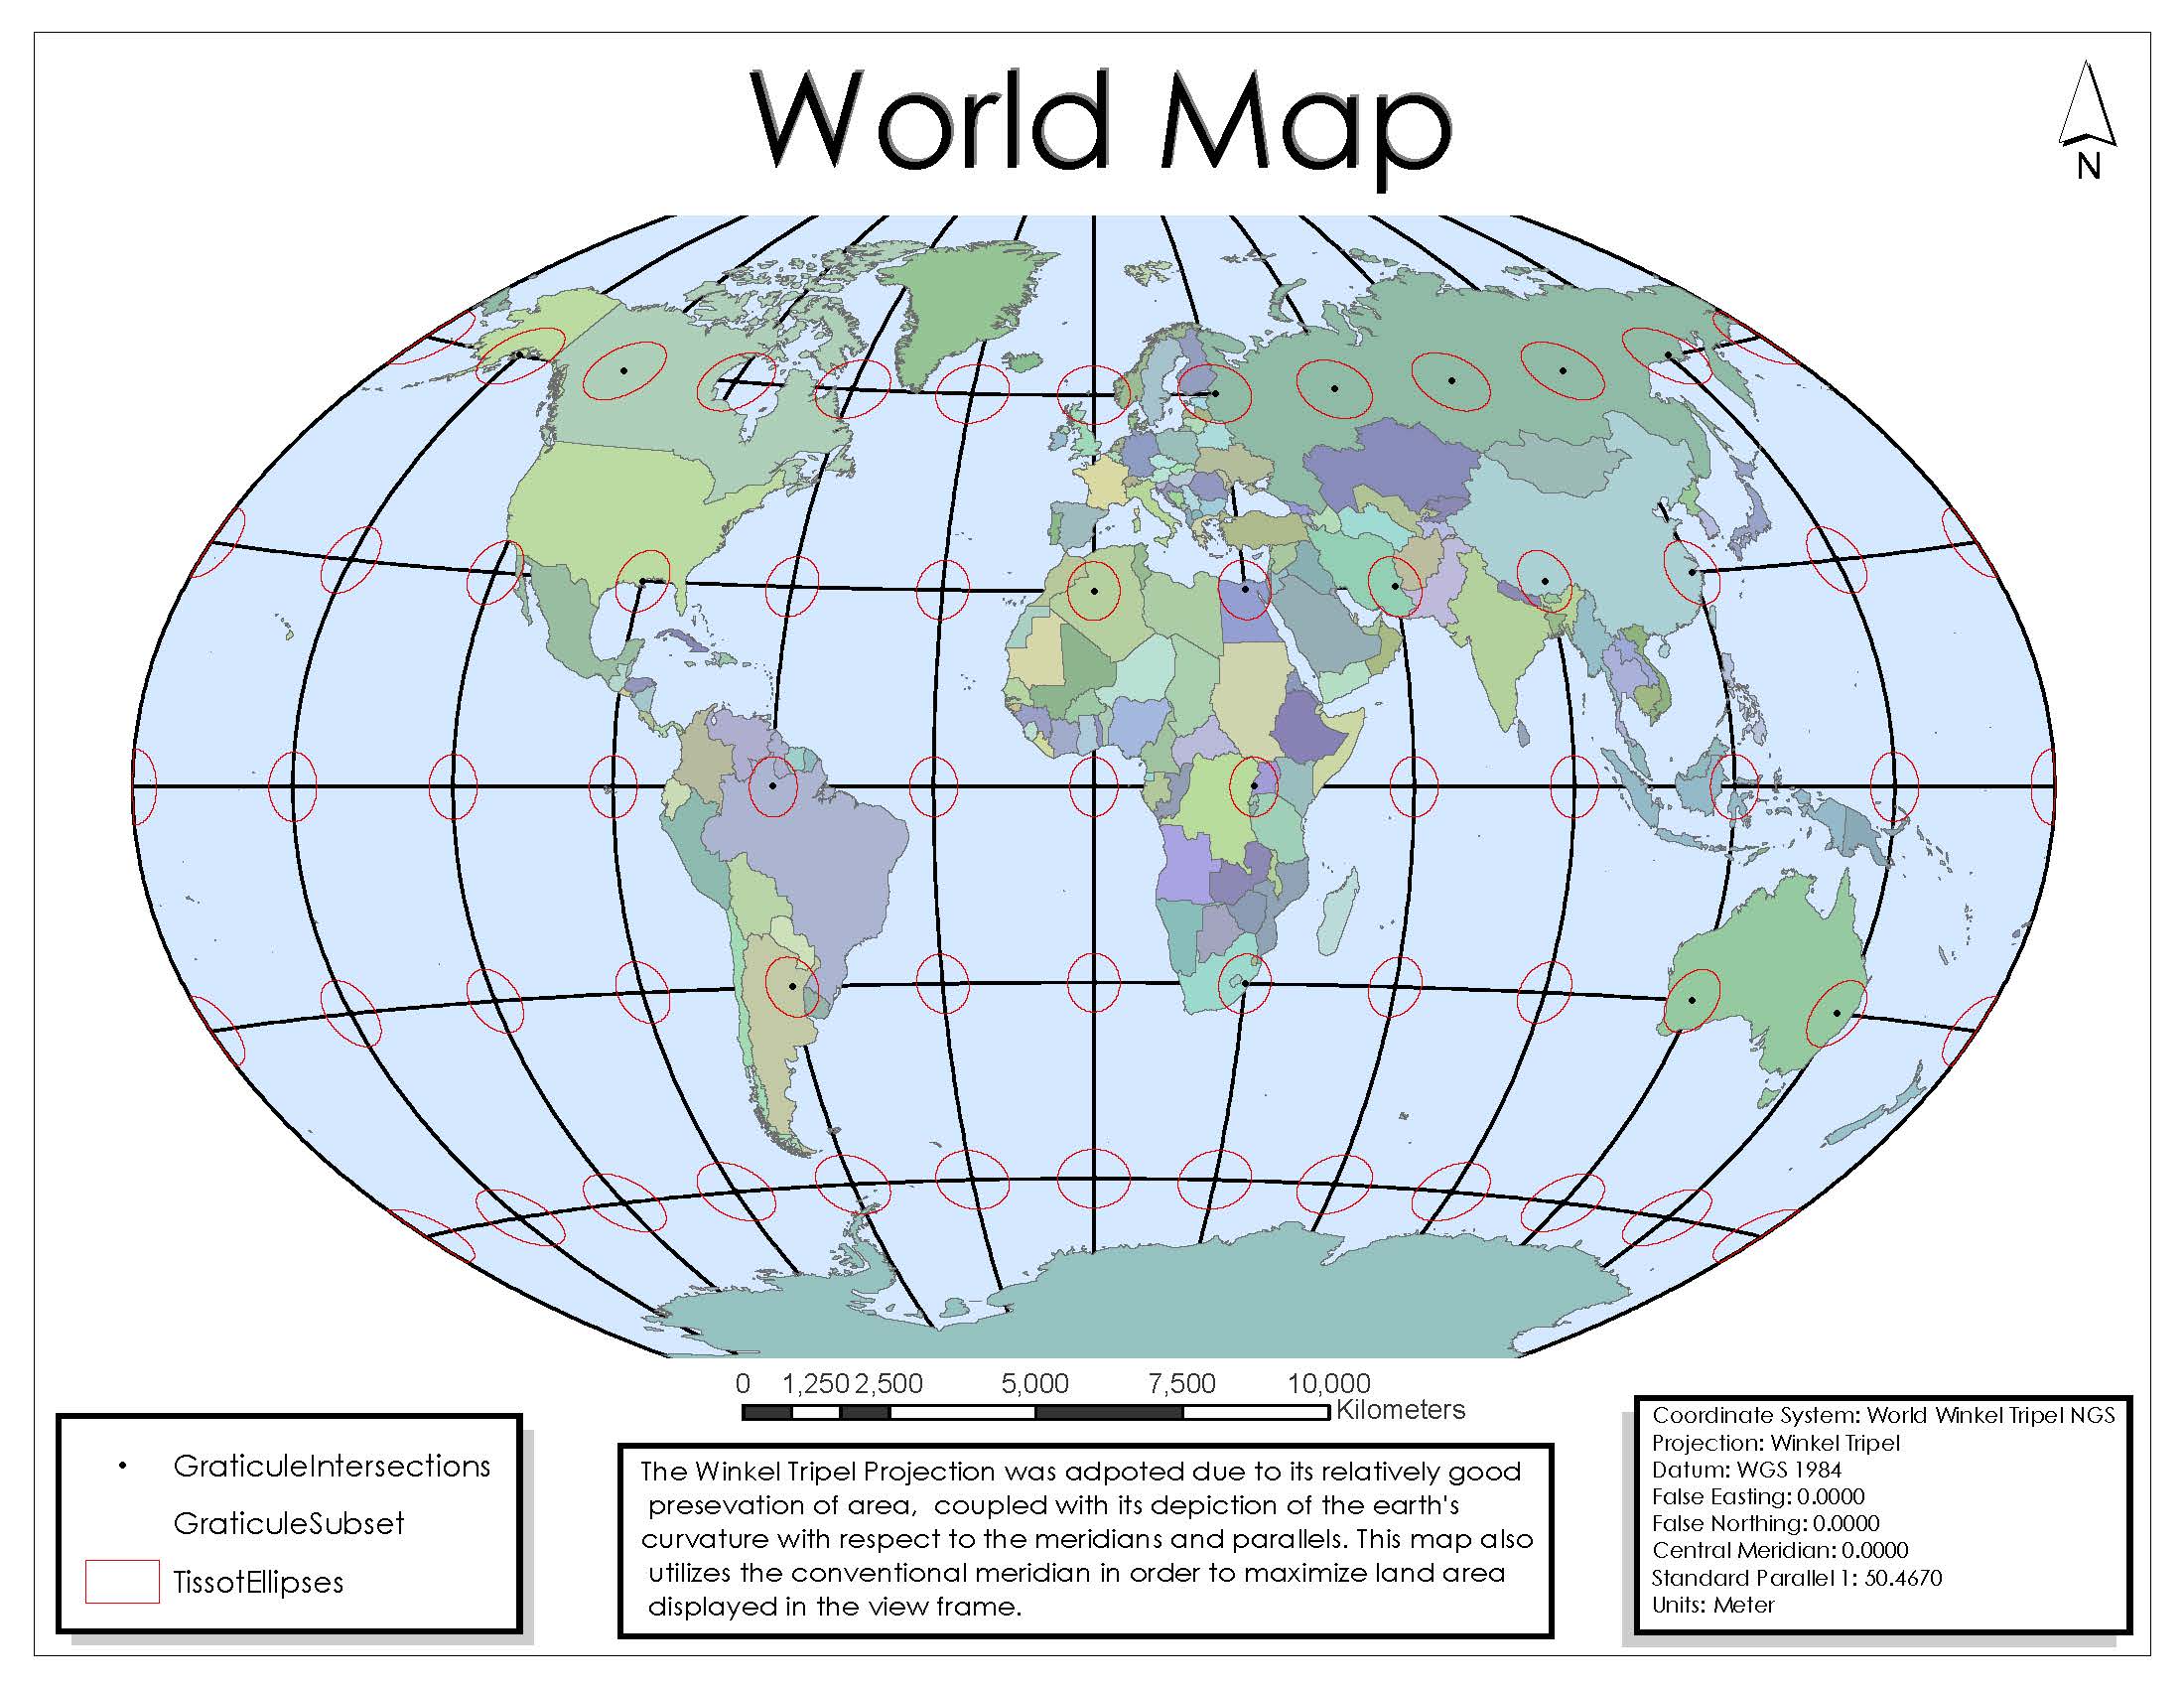 World Map
N
0 1,250 2,500 5,000 7,500 10,000
Kilometers
GraticuleIntersections
GraticuleSubset
TissotEllipses
The Winkel Tripel Projection was adpoted due to its relatively good
presevation of area, coupled with its depiction of the earth's
curvature with respect to the meridians and parallels. This map also
utilizes the conventional meridian in order to maximize land area
displayed in the view frame.
Coordinate System: World Winkel Tripel NGS
Projection: Winkel Tripel
Datum: WGS 1984
False Easting: 0.0000
False Northing: 0.0000
Central Meridian: 0.0000
Standard Parallel 1: 50.4670
Units: Meter